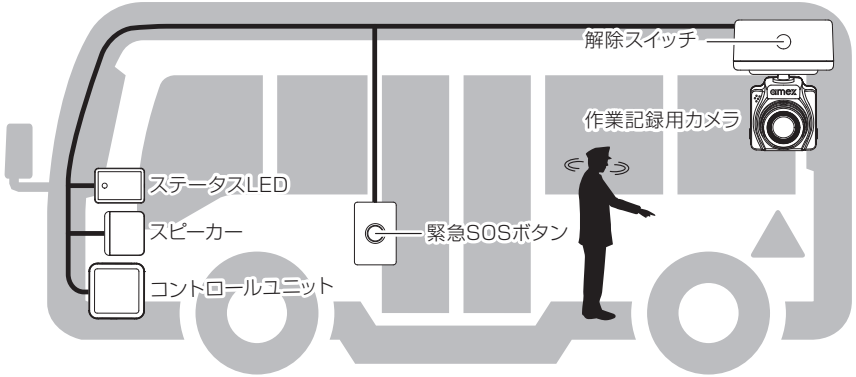 解除スイッチ
amex
作業記録用カメラ
ステータスLED
スピーカー
緊急SOSボタン
コントロールユニット